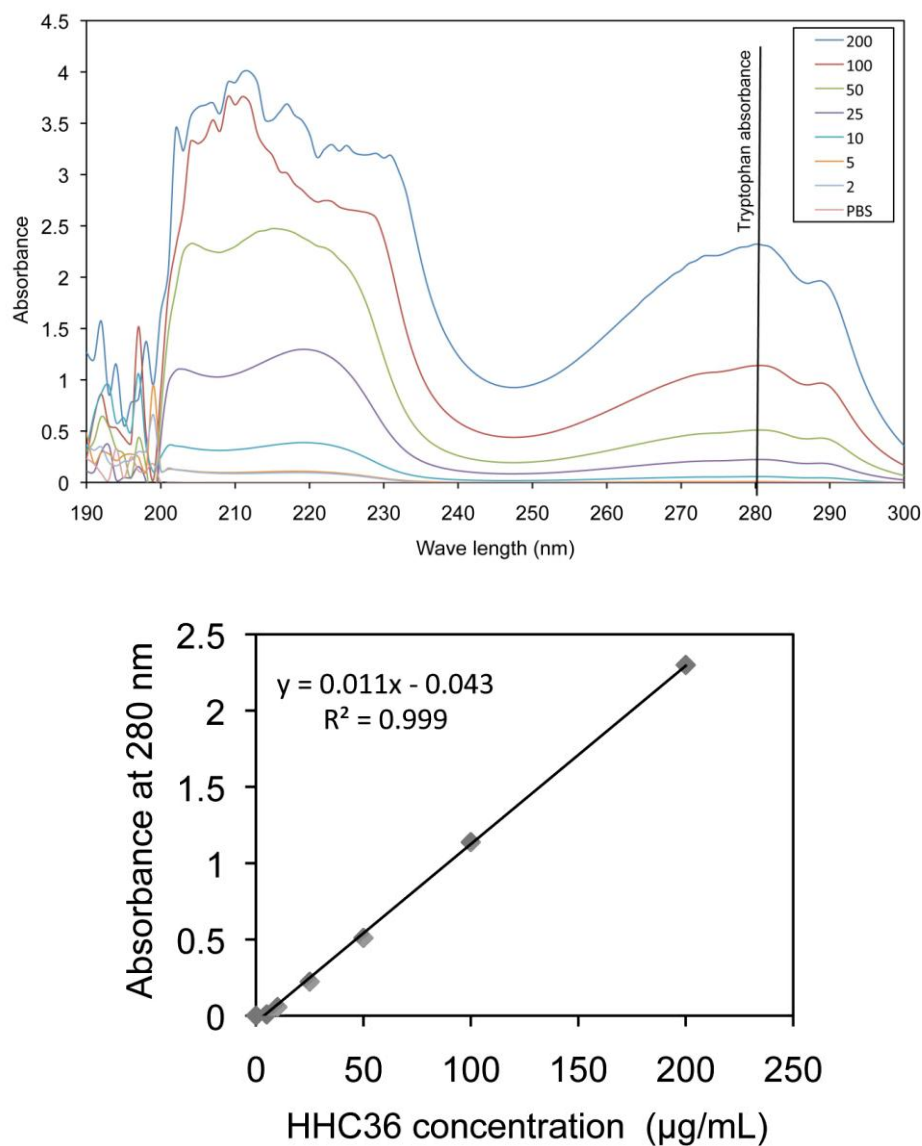 4.5
4
3.5
3
2.5
2
1.5
1
0.5
0
Absorbance
190 200 210 220 230 240 250 260 270 280 290 300
Wave length (nm)
Tryptophan absorbance
200
100
50
25
10
5
2
PBS
2.5
2
1.5
1
0.5
0
Absorbance at 280 nm
y = 0.011x - 0.043
R² = 0.999
0 50 100 150 200 250
HHC36 concentration (µg/mL)